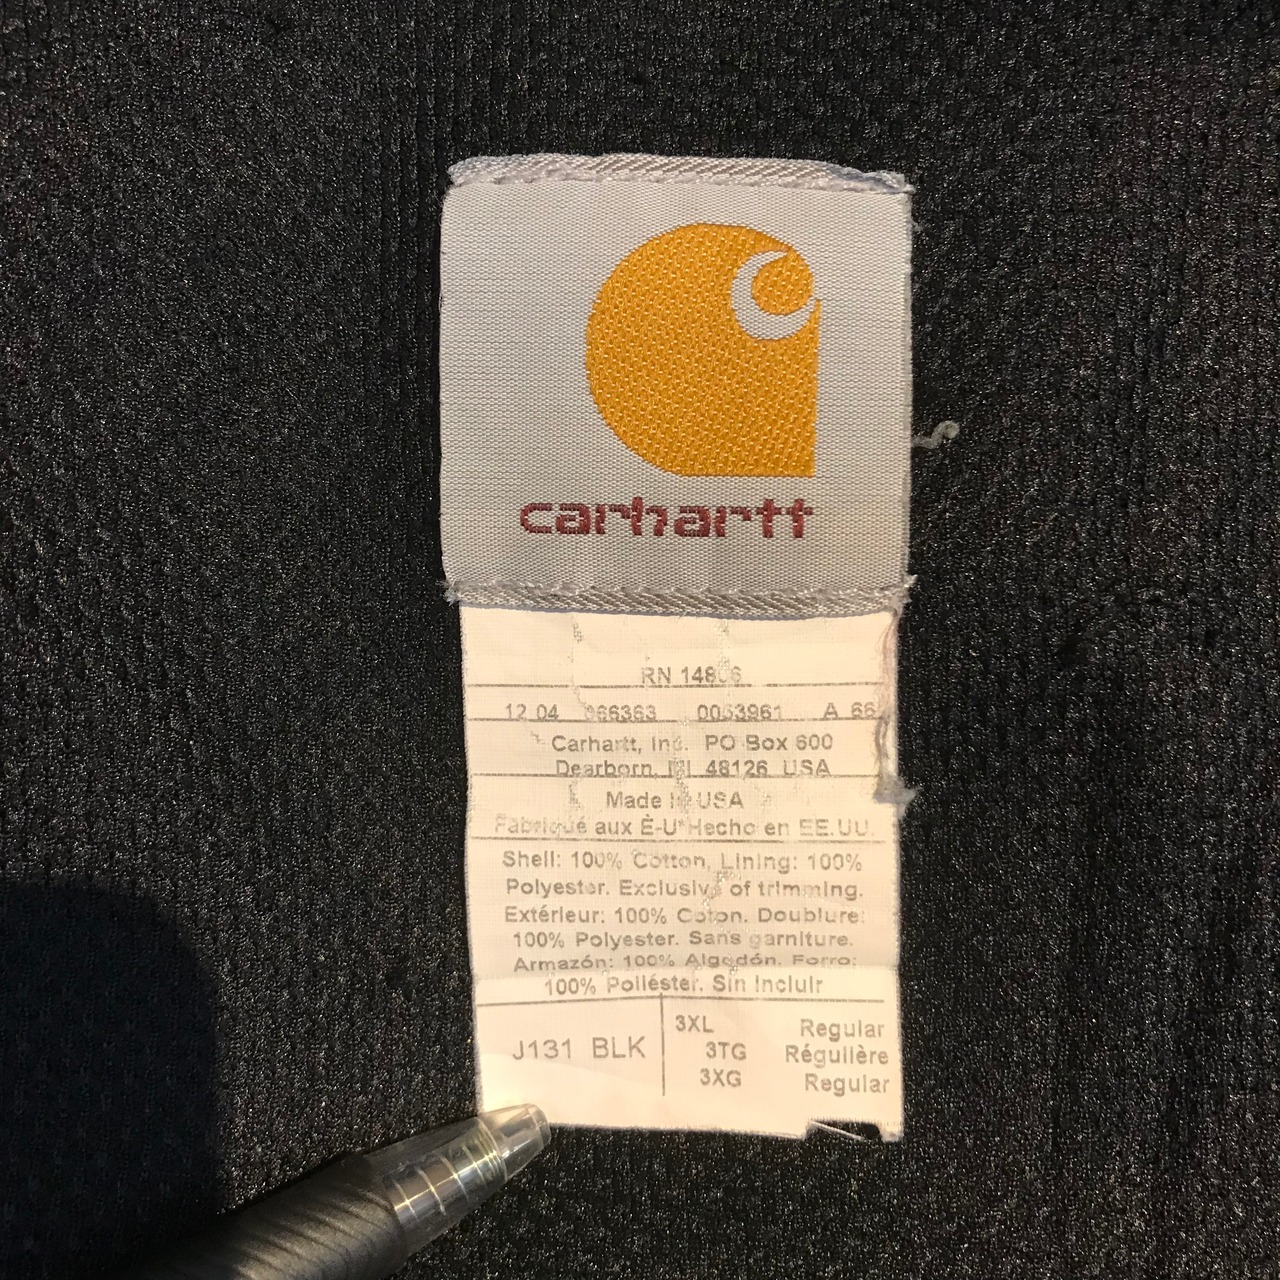 carhartt
RN 14806
12 04 066363 0053961 A 66
Carhartt, Inc. PO Box 600
Dearborn, MI 48126 USA
Made in USA
Fabriqué aux È-U*Hecho en EE.UU.
Shell: 100% Cotton, Lining: 100%
Polyester. Exclusive of trimming.
Extérieur: 100% Coton. Doublure:
100% Polyester. Sans garniture.
Armazón: 100% Algodón. Forro:
100% Poliéster. Sin Incluir
J131 BLK
3XL Regular
3TG Régulière
3XG Regular